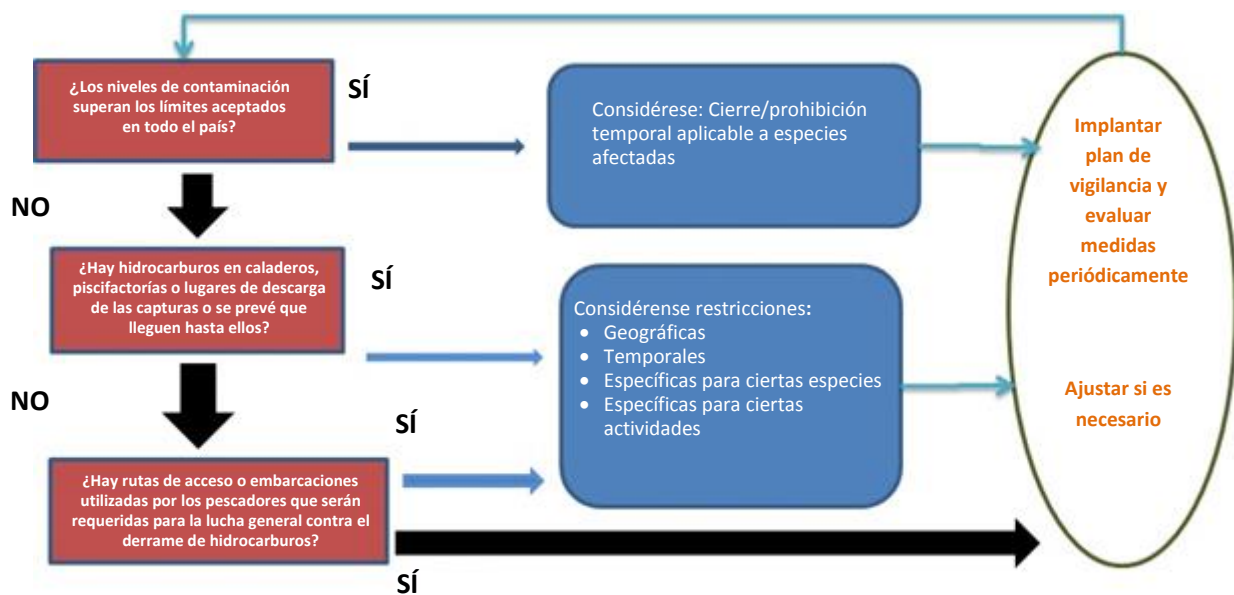 ¿Los niveles de contaminación
superan los límites aceptados
en todo el país?
SÍ
Considérese: Cierre/prohibición
temporal aplicable a especies
afectadas
NO
¿Hay hidrocarburos en caladeros,
piscifactorías o lugares de descarga
de las capturas o se prevé que
lleguen hasta ellos?
SÍ
Considérense restricciones:
• Geográficas
• Temporales
• Específicas para ciertas especies
• Específicas para ciertas
actividades
NO
SÍ
¿Hay rutas de acceso o embarcaciones
utilizadas por los pescadores que serán
requeridas para la lucha general contra el
derrame de hidrocarburos?
SÍ
Implantar
plan de
vigilancia y
evaluar
medidas
periódicamente
Ajustar si es
necesario